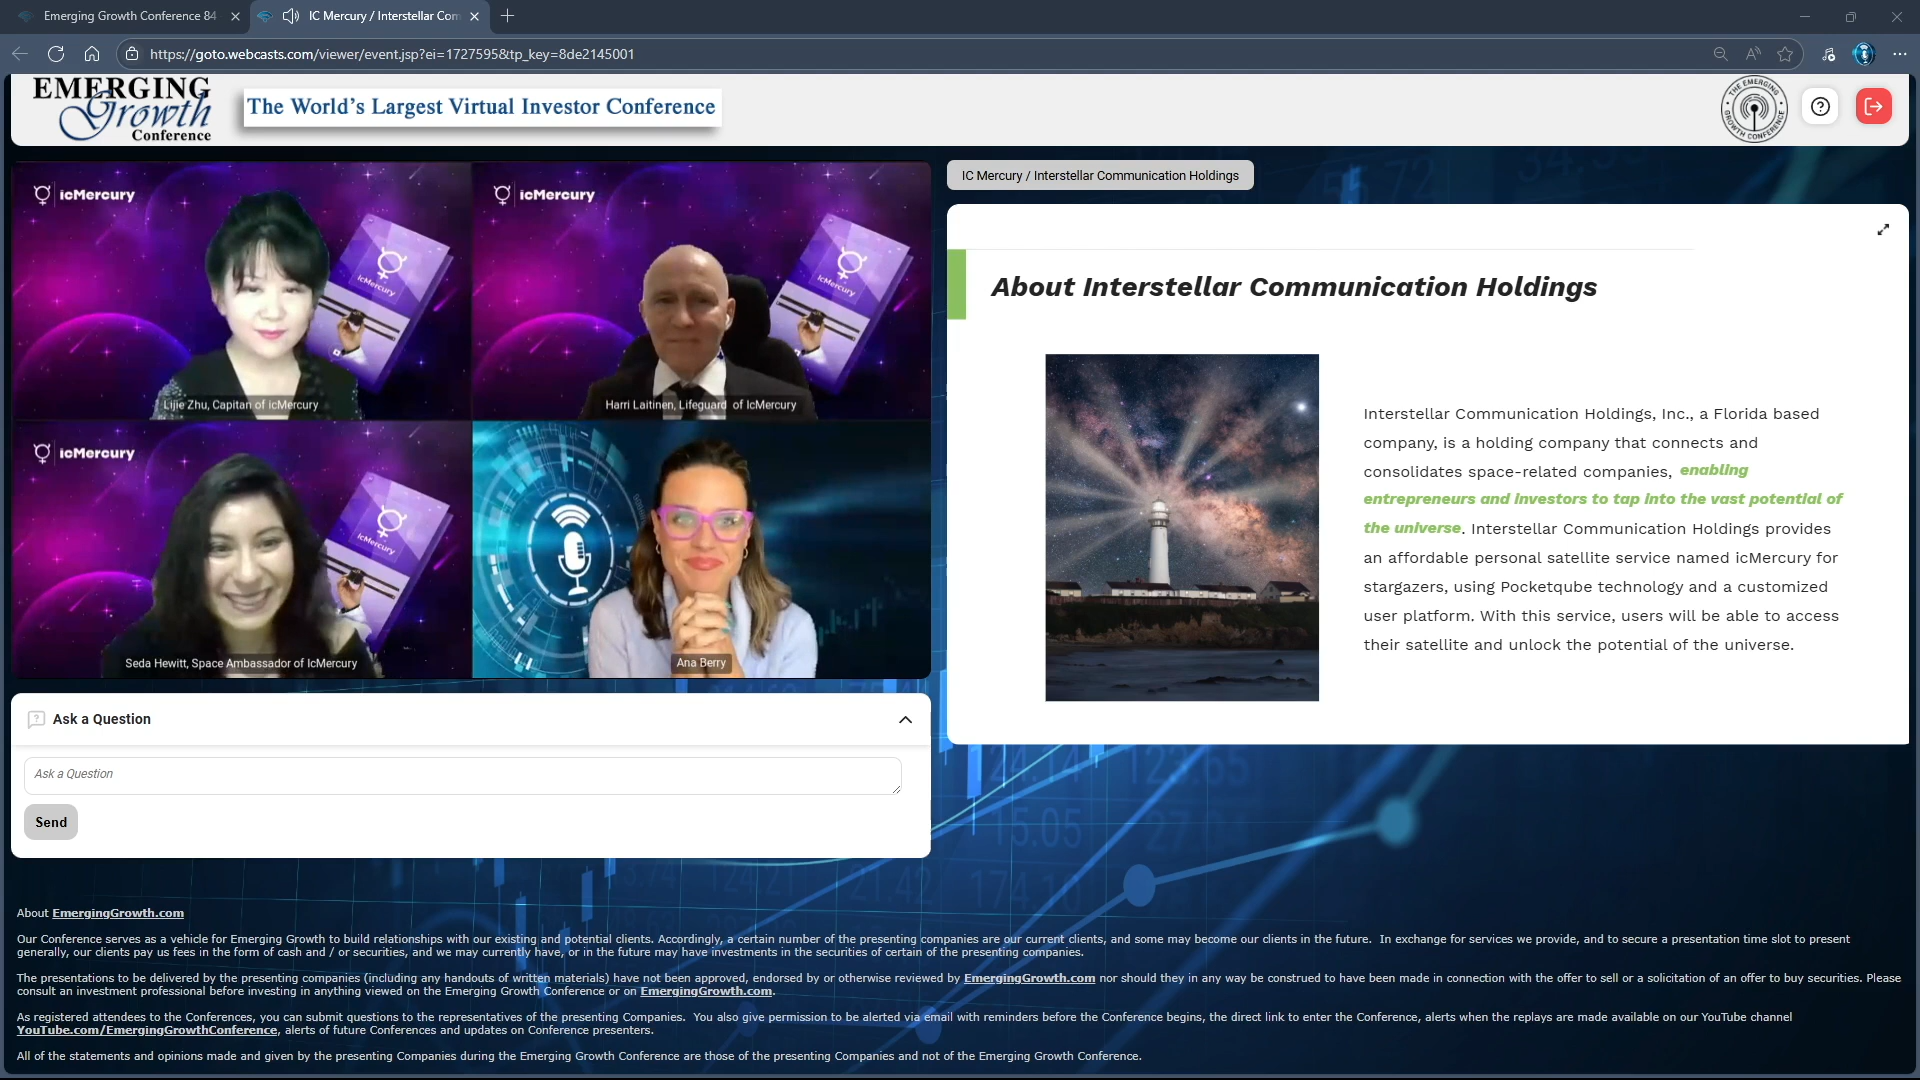 Emerging Growth Conference 84
IC Mercury / Interstellar Com
https://goto.webcasts.com/viewer/event.jsp?ei=1727595&tp_key=8de2145001
EMERGING
Growth
Conference
The World's Largest Virtual Investor Conference
THE EMERGING
GROWTH CONFERENCE
icMercury
icMercury
icMercury
icMercury
Lijie Zhu, Capitan of icMercury
Harri Laitinen, Lifeguard of IcMercury
icMercury
icMercury
Seda Hewitt, Space Ambassador of IcMercury
Ana Berry
IC Mercury / Interstellar Communication Holdings
About Interstellar Communication Holdings
Interstellar Communication Holdings, Inc., a Florida based
company, is a holding company that connects and
consolidates space-related companies, enabling
entrepreneurs and investors to tap into the vast potential of
the universe. Interstellar Communication Holdings provides
an affordable personal satellite service named icMercury for
stargazers, using Pocketqube technology and a customized
user platform. With this service, users will be able to access
their satellite and unlock the potential of the universe.
Ask a Question
Ask a Question
Send
124.14
123.65
15.05
174.10
21.42
About EmergingGrowth.com
Our Conference serves as a vehicle for Emerging Growth to build relationships with our existing and potential clients. Accordingly, a certain number of the presenting companies are our current clients, and some may become our clients in the future. In exchange for services we provide, and to secure a presentation time slot to present
generally, our clients pay us fees in the form of cash and / or securities, and we may currently have, or in the future may have investments in the securities of certain of the presenting companies.
The presentations to be delivered by the presenting companies (including any handouts of written materials) have not been approved, endorsed by or otherwise reviewed by EmergingGrowth.com nor should they in any way be construed to have been made in connection with the offer to sell or a solicitation of an offer to buy securities. Please
consult an investment professional before investing in anything viewed on the Emerging Growth Conference or on EmergingGrowth.com.
As registered attendees to the Conferences, you can submit questions to the representatives of the presenting Companies. You also give permission to be alerted via email with reminders before the Conference begins, the direct link to enter the Conference, alerts when the replays are made available on our YouTube channel
YouTube.com/EmergingGrowthConference, alerts of future Conferences and updates on Conference presenters.
All of the statements and opinions made and given by the presenting Companies during the Emerging Growth Conference are those of the presenting Companies and not of the Emerging Growth Conference.